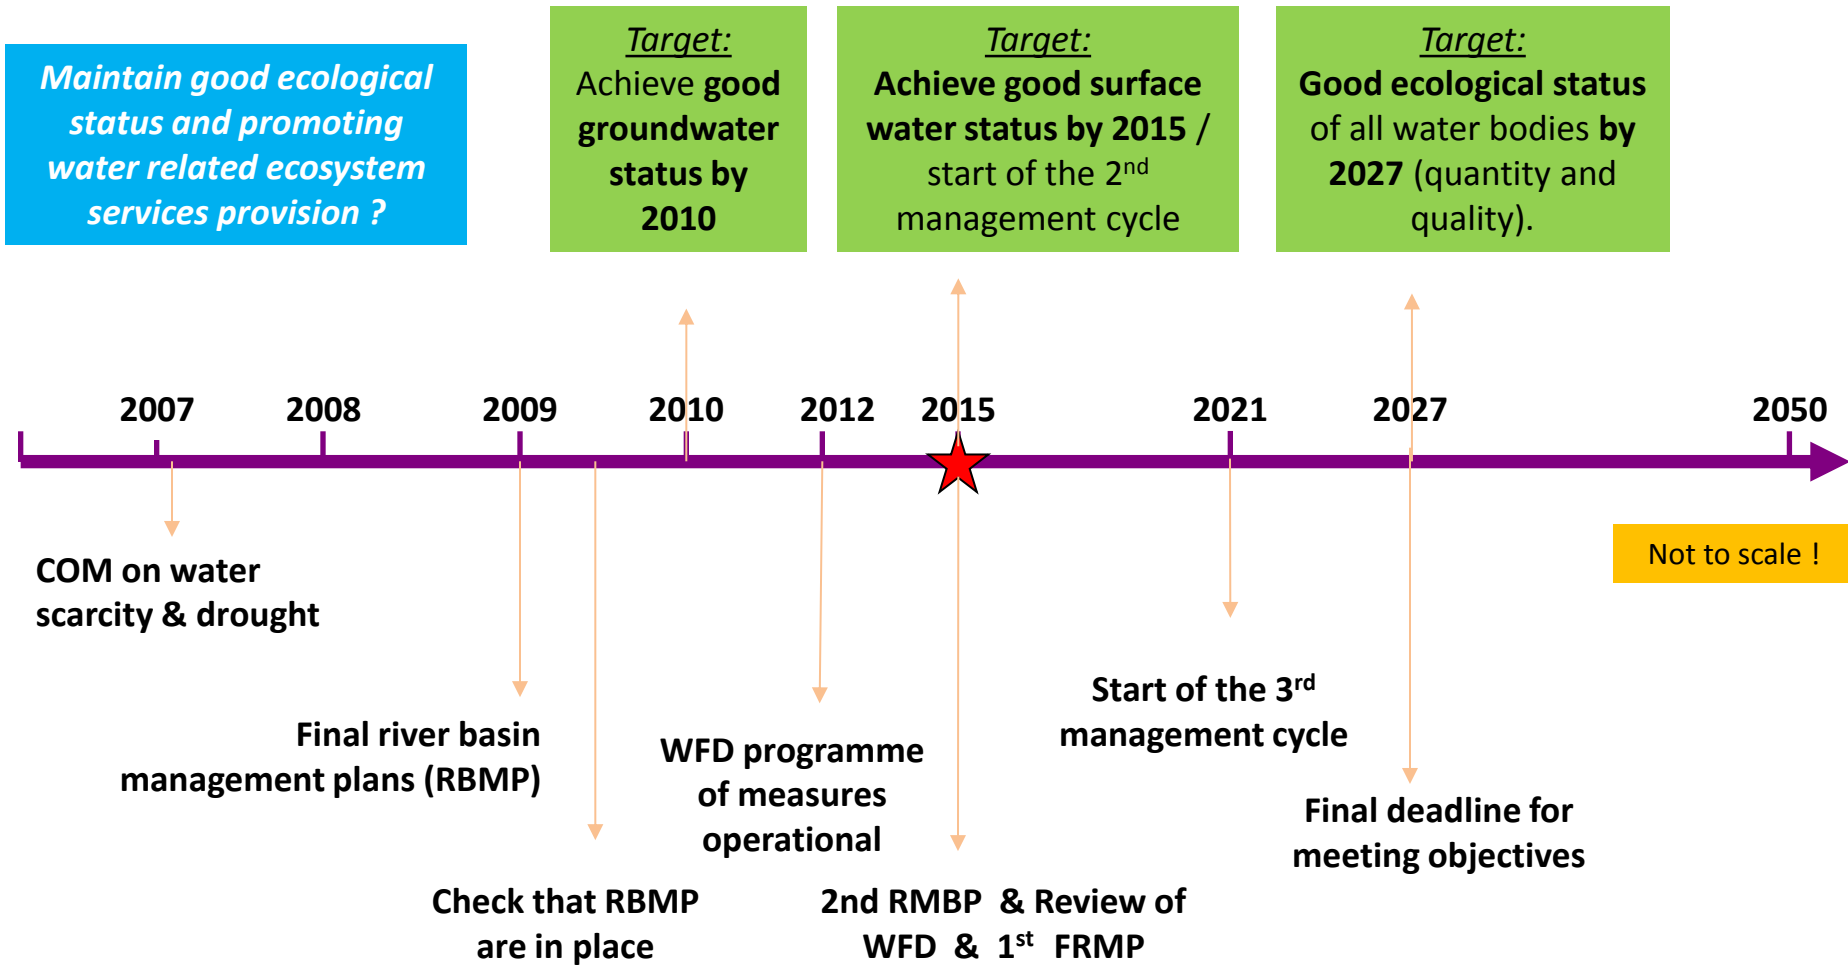 Maintain good ecological
status and promoting
water related ecosystem
services provision ?
Target:
Achieve good
groundwater
status by
2010
Target:
Achieve good surface
water status by 2015 /
start of the 2nd
management cycle
Target:
Good ecological status
of all water bodies by
2027 (quantity and
quality).
2007 2008 2009 2010 2012 2015 2021 2027 2050
Not to scale !
COM on water
scarcity & drought
Final river basin
management plans (RBMP)
Check that RBMP
are in place
WFD programme
of measures
operational
2nd RMBP & Review of
WFD & 1st FRMP
Start of the 3rd
management cycle
Final deadline for
meeting objectives